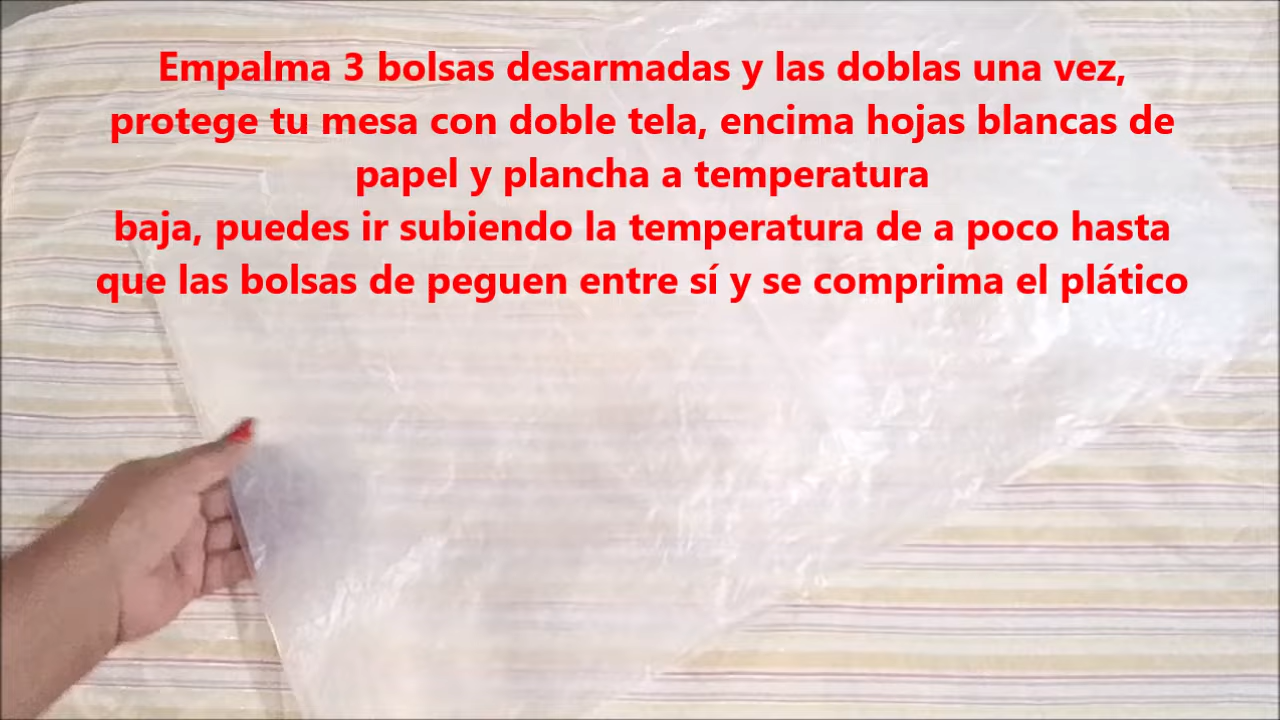 Empalma 3 bolsas desarmadas y las doblas una vez,
protege tu mesa con doble tela, encima hojas blancas de
papel y plancha a temperatura
baja, puedes ir subiendo la temperatura de a poco hasta
que las bolsas de peguen entre sí y se comprima el plático